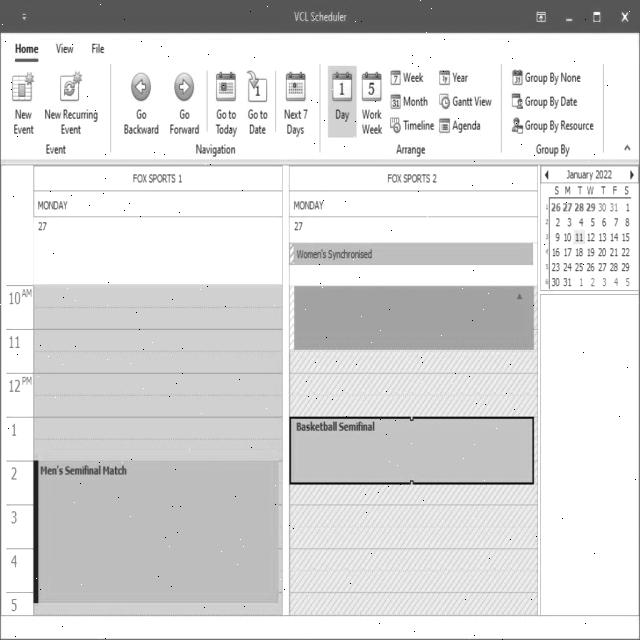 VCL Scheduler
Home View File
New Event
New Recurring Event
Event
Go Backward
Go Forward
Go to Today
Go to Date
Next 7 Days
Navigation
Day
Work Week
Week
Month
Timeline
Year
Gantt View
Agenda
Arrange
Group By None
Group By Date
Group By Resource
Group By
FOX SPORTS 1
MONDAY
27
FOX SPORTS 2
MONDAY
27
Women's Synchronised
10 AM
11
12 PM
1
Basketball Semifinal
2
Men's Semifinal Match
3
4
5
January 2022
S M T W T F S
26 27 28 29 30 31 1
2 3 4 5 6 7 8
9 10 11 12 13 14 15
16 17 18 19 20 21 22
23 24 25 26 27 28 29
30 31 1 2 3 4 5